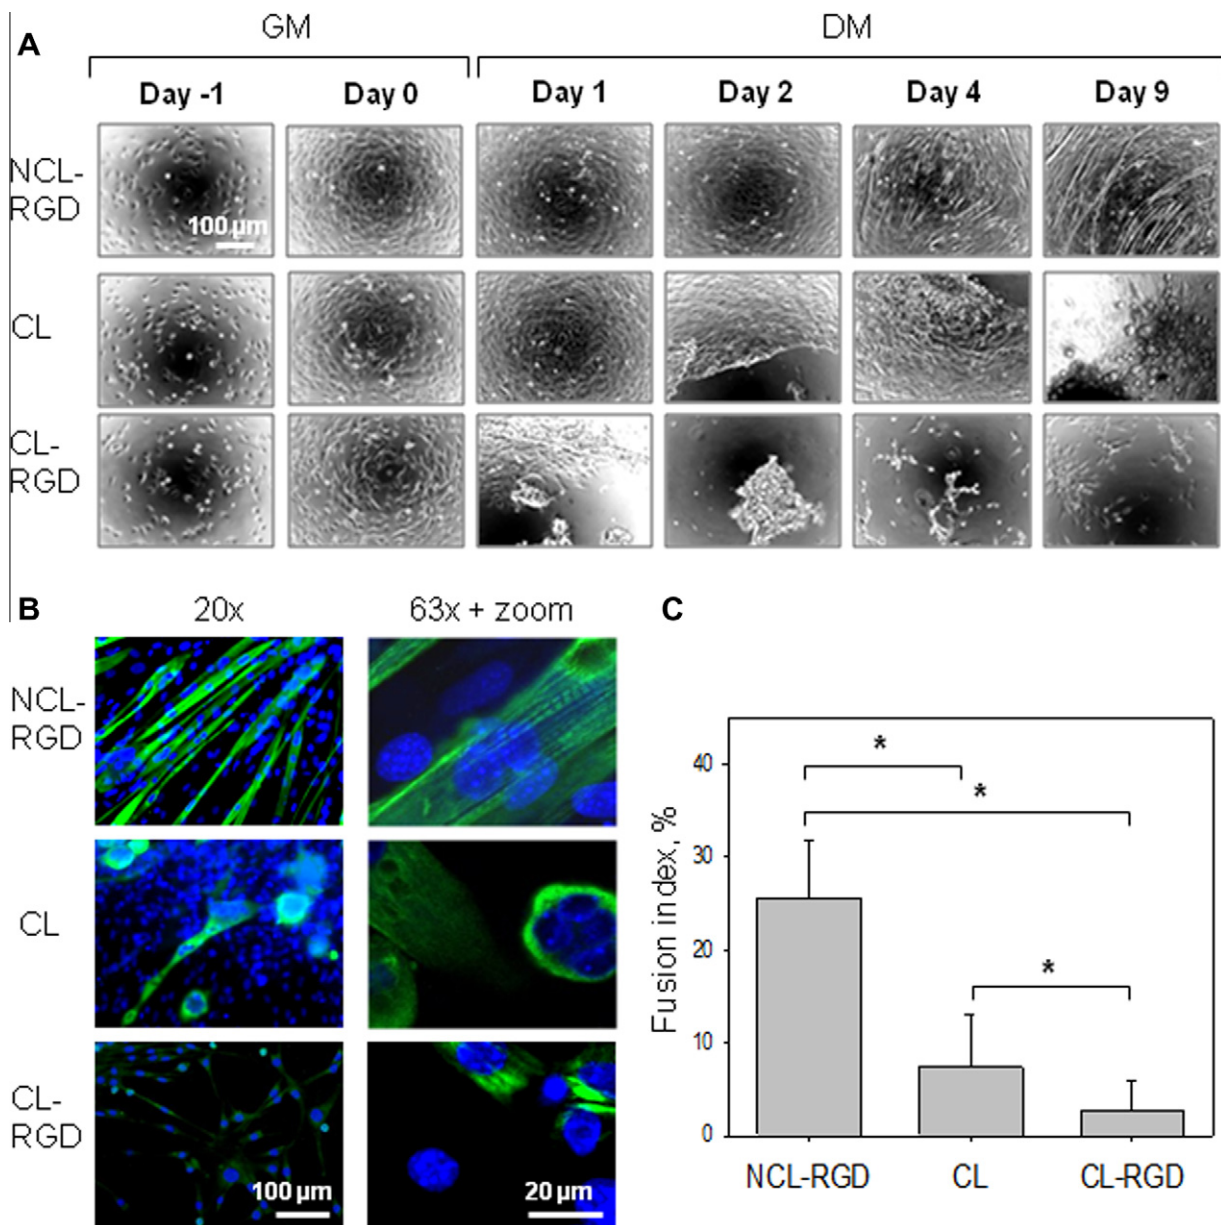 A
GM
DM
Day -1
Day 0
Day 1
Day 2
Day 4
Day 9
NCL-
RGD
100 µm
CL
CL-
RGD
B
20x
63x + zoom
NCL-
RGD
CL
CL-
RGD
100 µm
20 µm
C
Fusion index, %
40
30
20
10
0
*
*
*
NCL-RGD
CL
CL-RGD